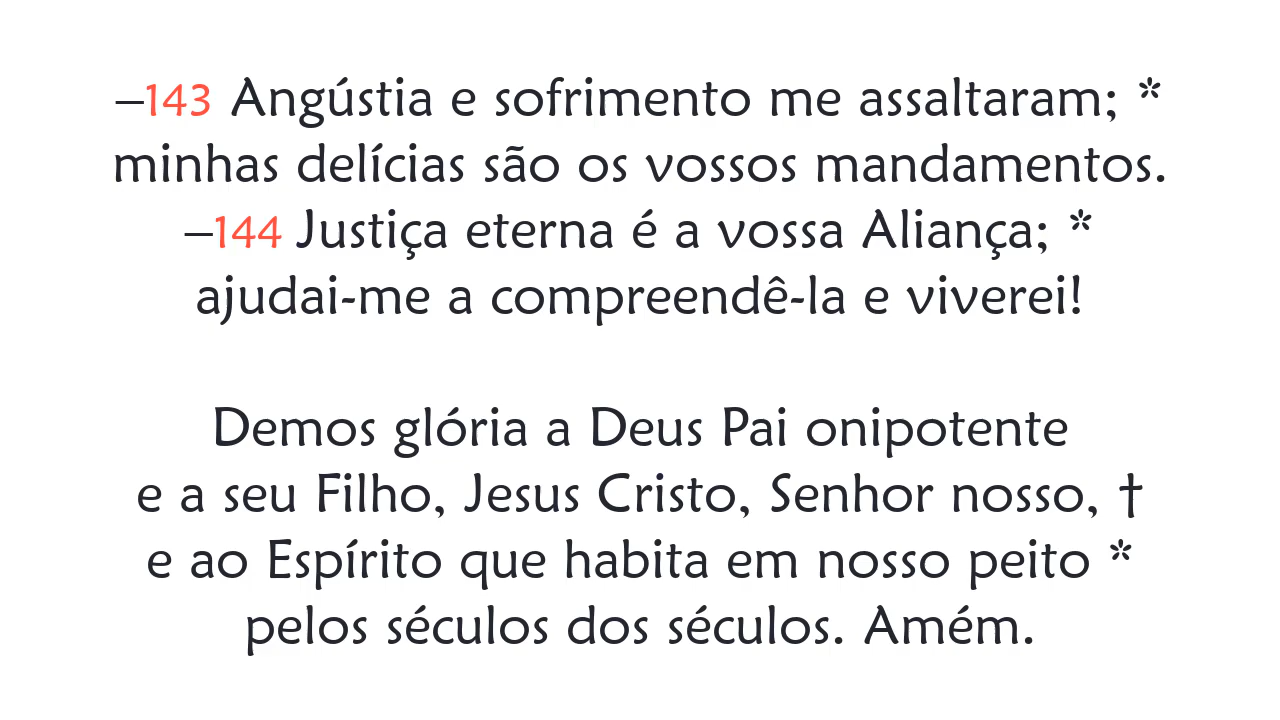 –143 Angústia e sofrimento me assaltaram; *
minhas delícias são os vossos mandamentos.
–144 Justiça eterna é a vossa Aliança; *
ajudai-me a compreendê-la e viverei!
Demos glória a Deus Pai onipotente
e a seu Filho, Jesus Cristo, Senhor nosso, †
e ao Espírito que habita em nosso peito *
pelos séculos dos séculos. Amém.